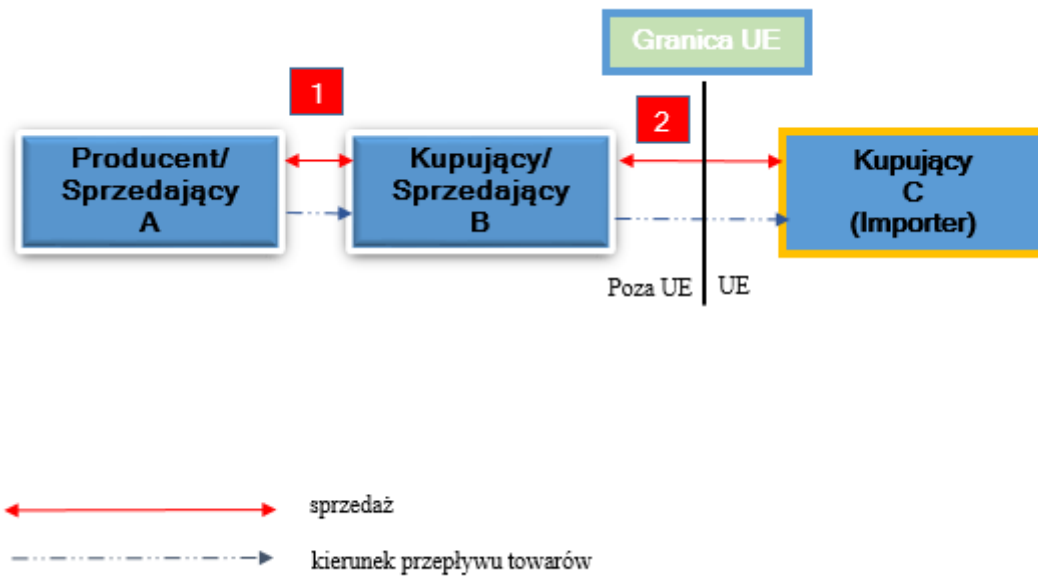 Granica UE
1
2
Producent/
Sprzedający
A
Kupujący/
Sprzedający
B
Kupujący
C
(Importer)
Poza UE
UE
sprzedaż
kierunek przepływu towarów